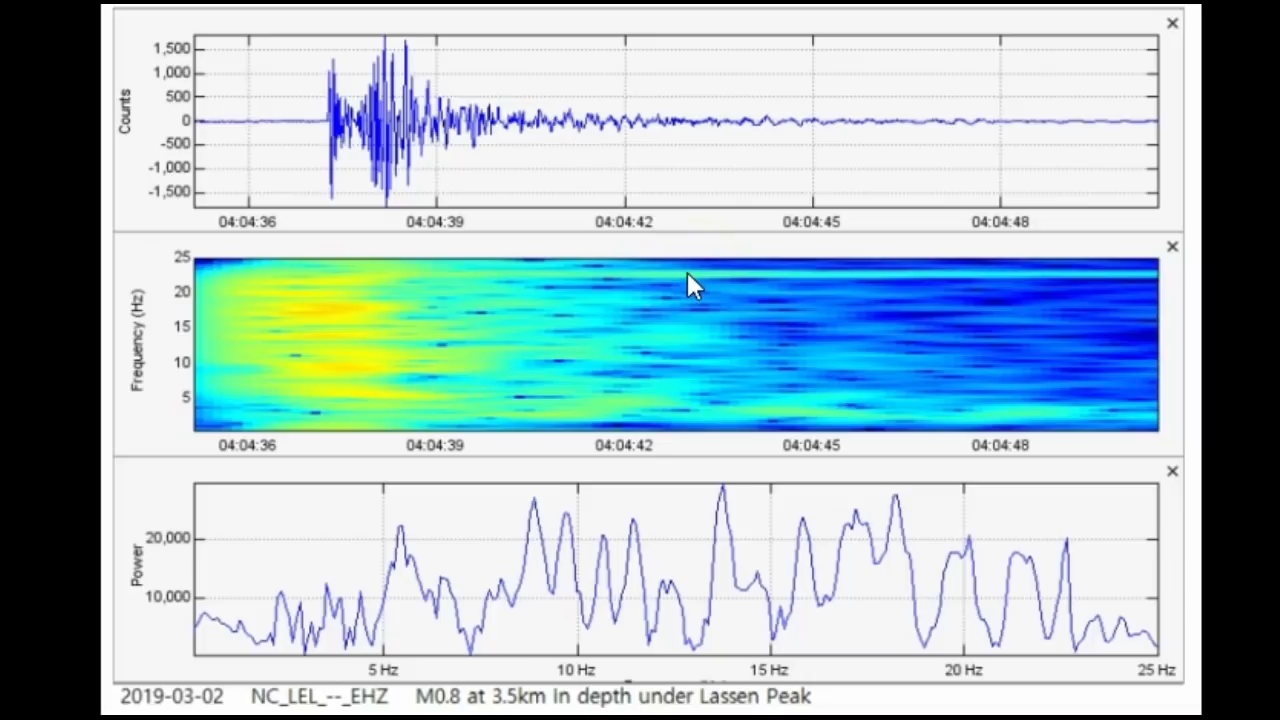 1,500
1,000
500
0
-500
-1,000
-1,500
Counts
04:04:36 04:04:39 04:04:42 04:04:45 04:04:48
25
20
15
10
5
Frequency (Hz)
04:04:36 04:04:39 04:04:42 04:04:45 04:04:48
20,000
10,000
Power
5 Hz 10 Hz 15 Hz 20 Hz 25 Hz
2019-03-02 NC_LEL_--_EHZ M0.8 at 3.5km in depth under Lassen Peak